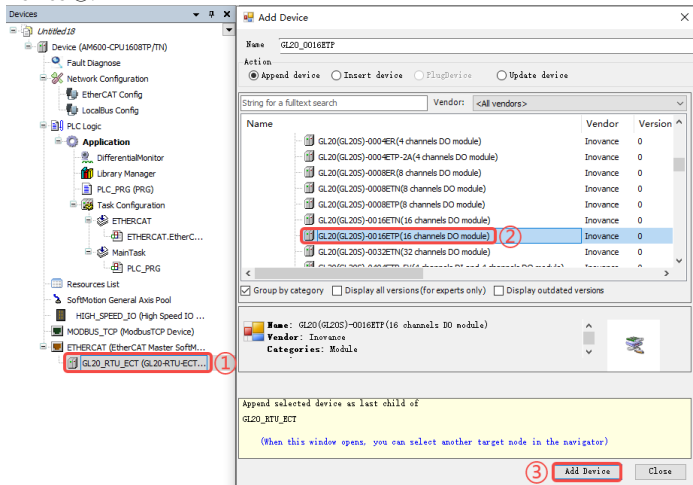 Devices
Untitled18
Device (AM600-CPU1608TP/TN)
Fault Diagnose
Network Configuration
EtherCAT Config
LocalBus Config
PLC Logic
Application
DifferentialMonitor
Library Manager
PLC_PRG (PRG)
Task Configuration
ETHERCAT
ETHERCAT.EtherC...
MainTask
PLC_PRG
Resources List
SoftMotion General Axis Pool
HIGH_SPEED_IO (High Speed IO ...
MODBUS_TCP (ModbusTCP Device)
ETHERCAT (EtherCAT Master SoftM...
GL20_RTU_ECT (GL20-RTU-ECT... ①
Add Device
Name GL20_0016ETP
Action
Append device Insert device PlugDevice Update device
String for a fulltext search Vendor: <All vendors>
Name Vendor Version
GL20(GL20S)-0004ER(4 channels DO module) Inovance 0
GL20(GL20S)-0004ETP-2A(4 channels DO module) Inovance 0
GL20(GL20S)-0008ER(8 channels DO module) Inovance 0
GL20(GL20S)-0008ETN(8 channels DO module) Inovance 0
GL20(GL20S)-0008ETP(8 channels DO module) Inovance 0
GL20(GL20S)-0016ETN(16 channels DO module) Inovance 0
GL20(GL20S)-0016ETP(16 channels DO module) ② Inovance 0
GL20(GL20S)-0032ETN(32 channels DO module) Inovance 0
Group by category Display all versions (for experts only) Display outdated versions
Name: GL20(GL20S)-0016ETP(16 channels DO module)
Vendor: Inovance
Categories: Module
Append selected device as last child of
GL20_RTU_ECT
(When this window opens, you can select another target node in the navigator)
③ Add Device Close